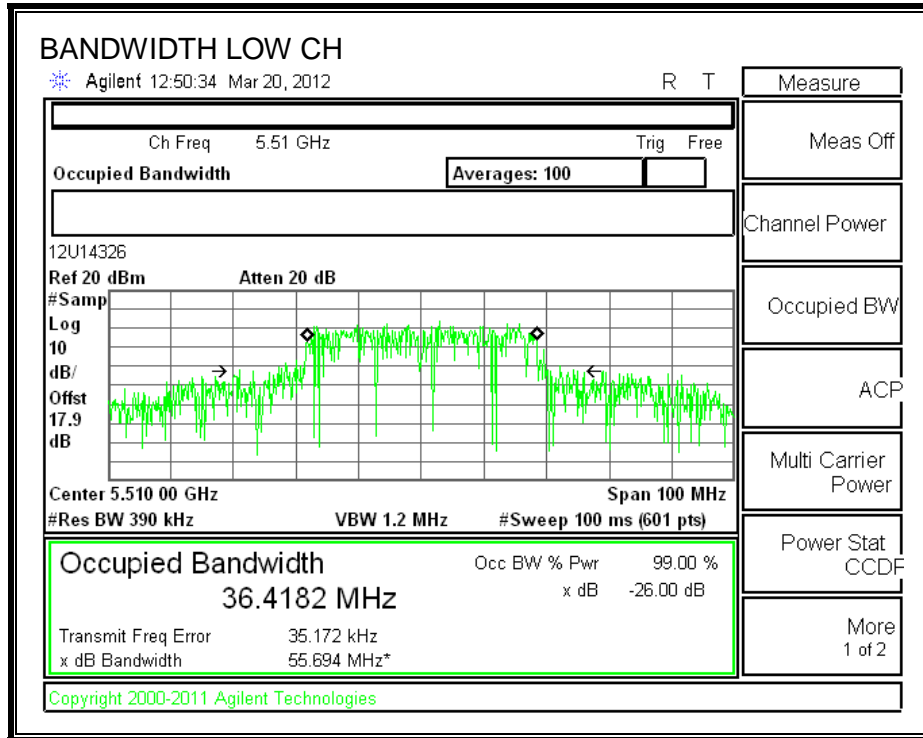 BANDWIDTH LOW CH
Agilent 12:50:34 Mar 20, 2012 R T
Measure
Ch Freq 5.51 GHz Trig Free
Meas Off
Occupied Bandwidth Averages: 100
Channel Power
12U14326
Ref 20 dBm Atten 20 dB
#Samp
Log
10
dB/
Offst
17.9
dB
Occupied BW
ACP
Center 5.510 00 GHz Span 100 MHz
#Res BW 390 kHz VBW 1.2 MHz #Sweep 100 ms (601 pts)
Multi Carrier
Power
Occupied Bandwidth Occ BW % Pwr 99.00 %
36.4182 MHz x dB -26.00 dB
Transmit Freq Error 35.172 kHz
x dB Bandwidth 55.694 MHz*
Power Stat
CCDF
More
1 of 2
Copyright 2000-2011 Agilent Technologies